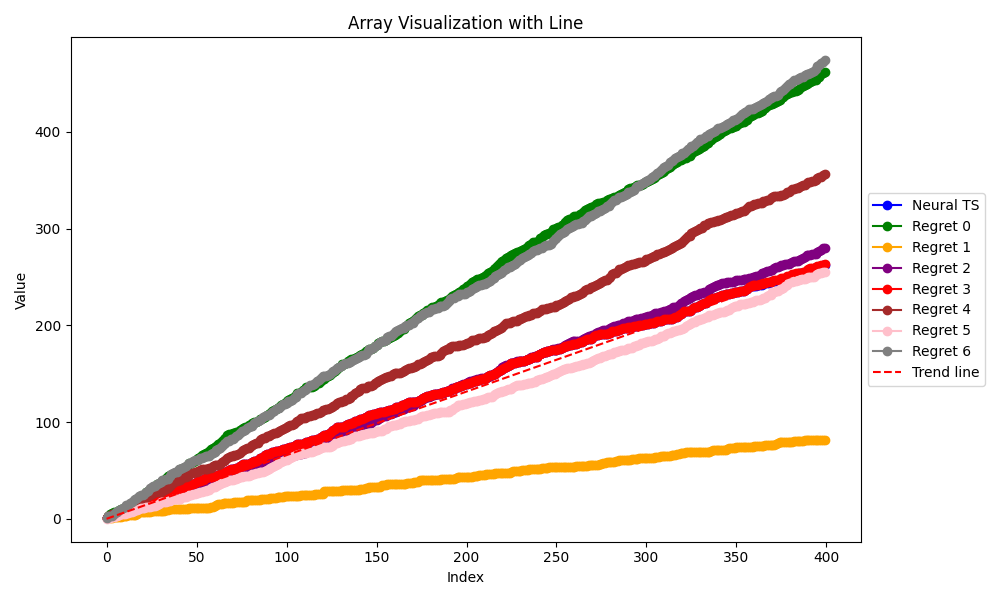 Array Visualization with Line
Value
400
300
200
100
0
0 50 100 150 200 250 300 350 400
Index
Neural TS
Regret 0
Regret 1
Regret 2
Regret 3
Regret 4
Regret 5
Regret 6
Trend line